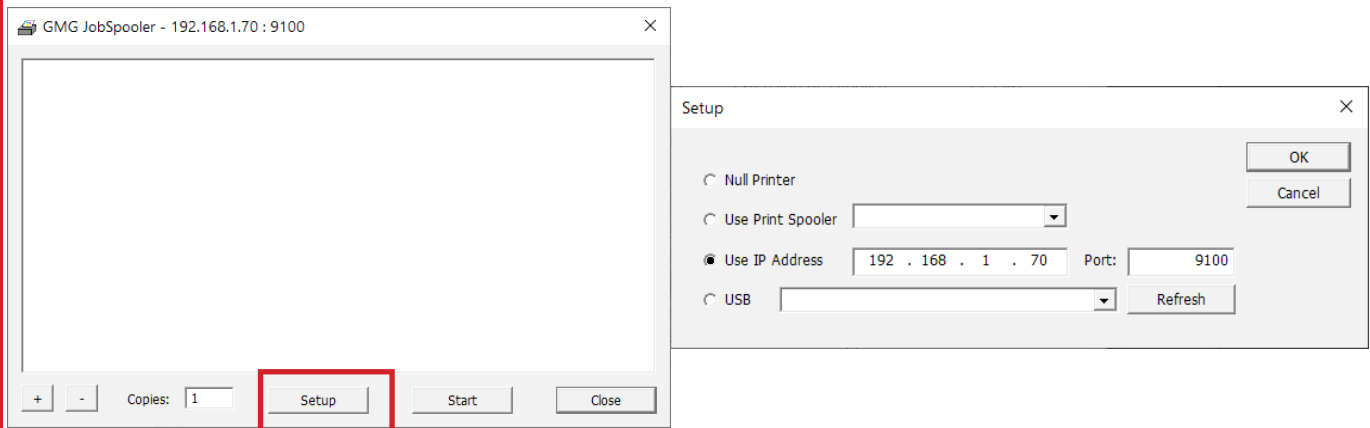 GMG JobSpooler - 192.168.1.70 : 9100
+ - Copies: 1 Setup Start Close
Setup
OK
Null Printer
Cancel
Use Print Spooler
Use IP Address 192 . 168 . 1 . 70 Port: 9100
USB Refresh